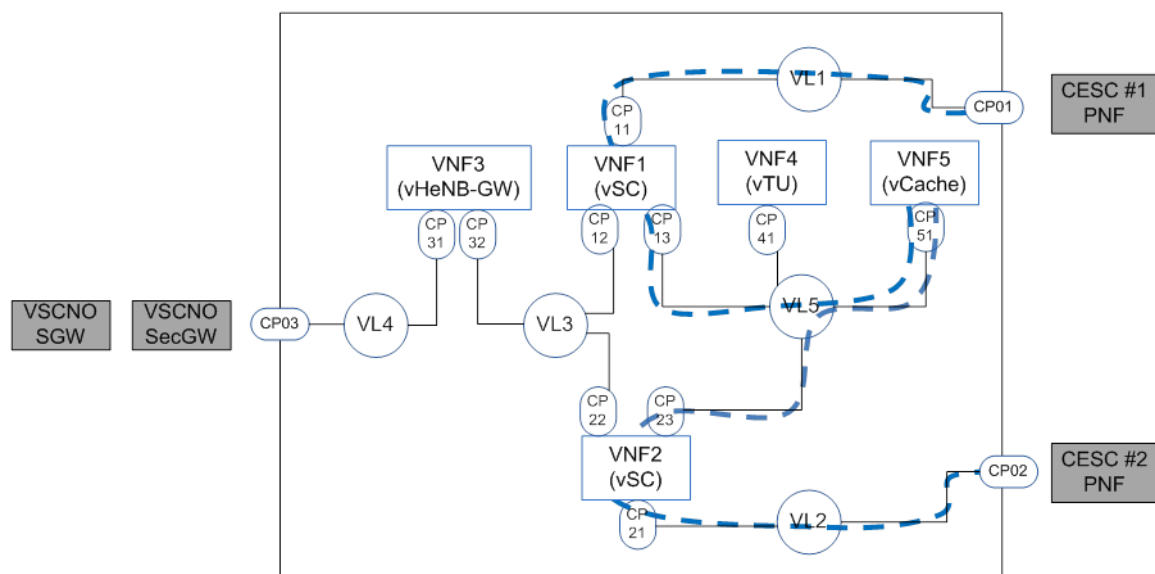 VL1
CP01
CESC #1
PNF
CP
11
VNF3
(vHeNB-GW)
VNF1
(vSC)
VNF4
(vTU)
VNF5
(vCache)
CP
31
CP
32
CP
12
CP
13
CP
41
CP
51
VSCNO
SGW
VSCNO
SecGW
CP03
VL4
VL3
VL5
CP
22
CP
23
VNF2
(vSC)
CP02
CESC #2
PNF
CP
21
VL2